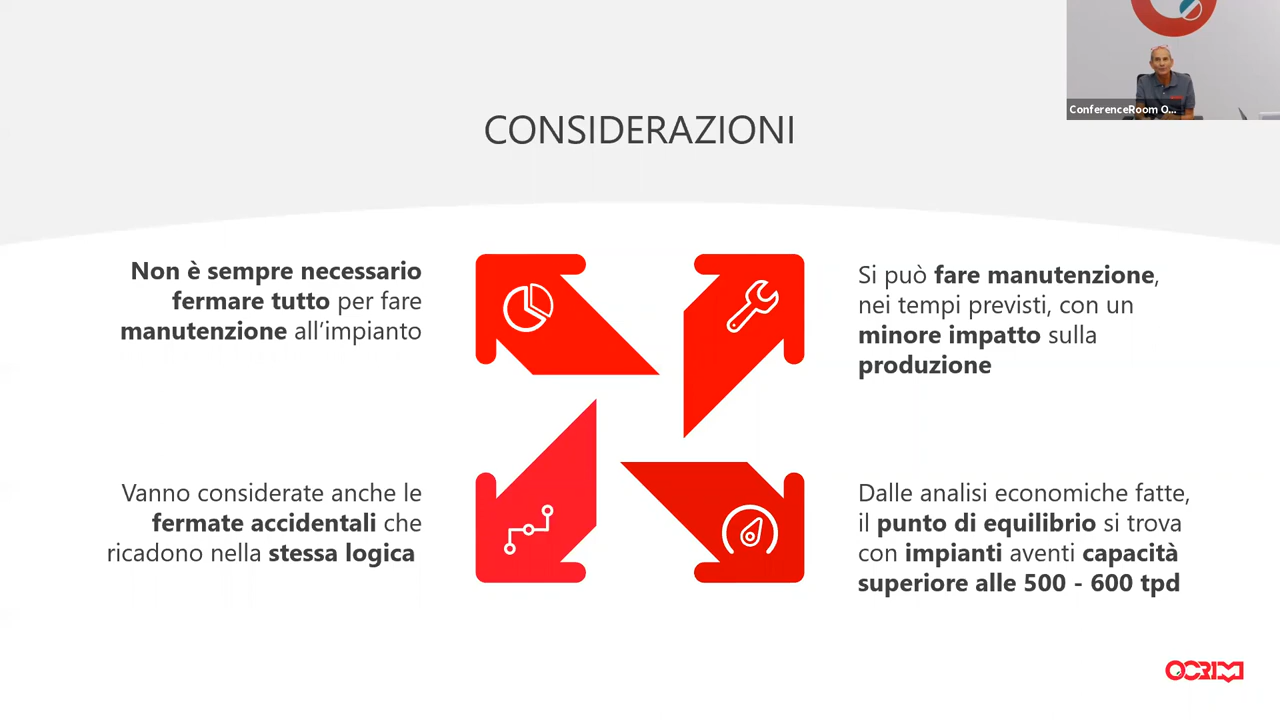 ConferenceRoom O...
CONSIDERAZIONI
Non è sempre necessario
fermare tutto per fare
manutenzione all'impianto
Si può fare manutenzione,
nei tempi previsti, con un
minore impatto sulla
produzione
Vanno considerate anche le
fermate accidentali che
ricadono nella stessa logica
Dalle analisi economiche fatte,
il punto di equilibrio si trova
con impianti aventi capacità
superiore alle 500 - 600 tpd
OCRIM